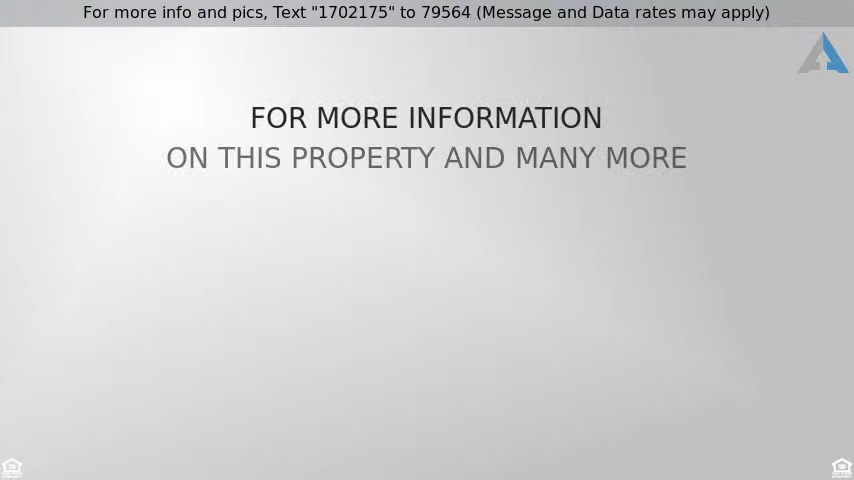 For more info and pics, Text "1702175" to 79564 (Message and Data rates may apply)
FOR MORE INFORMATION
ON THIS PROPERTY AND MANY MORE